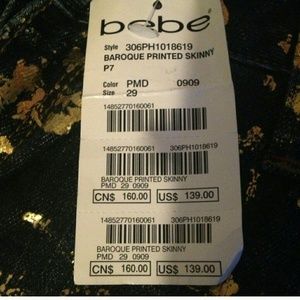 bebe
Style 306PH1018619
BAROQUE PRINTED SKINNY
P7
Color PMD 0909
Size 29
14852770160061
14852770160061 306PH1018619
BAROQUE PRINTED SKINNY
PMD 29 0909
CN$ 160.00 US$ 139.00
14852770160061 306PH1018619
BAROQUE PRINTED SKINNY
PMD 29 0909
CN$ 160.00 US$ 139.00